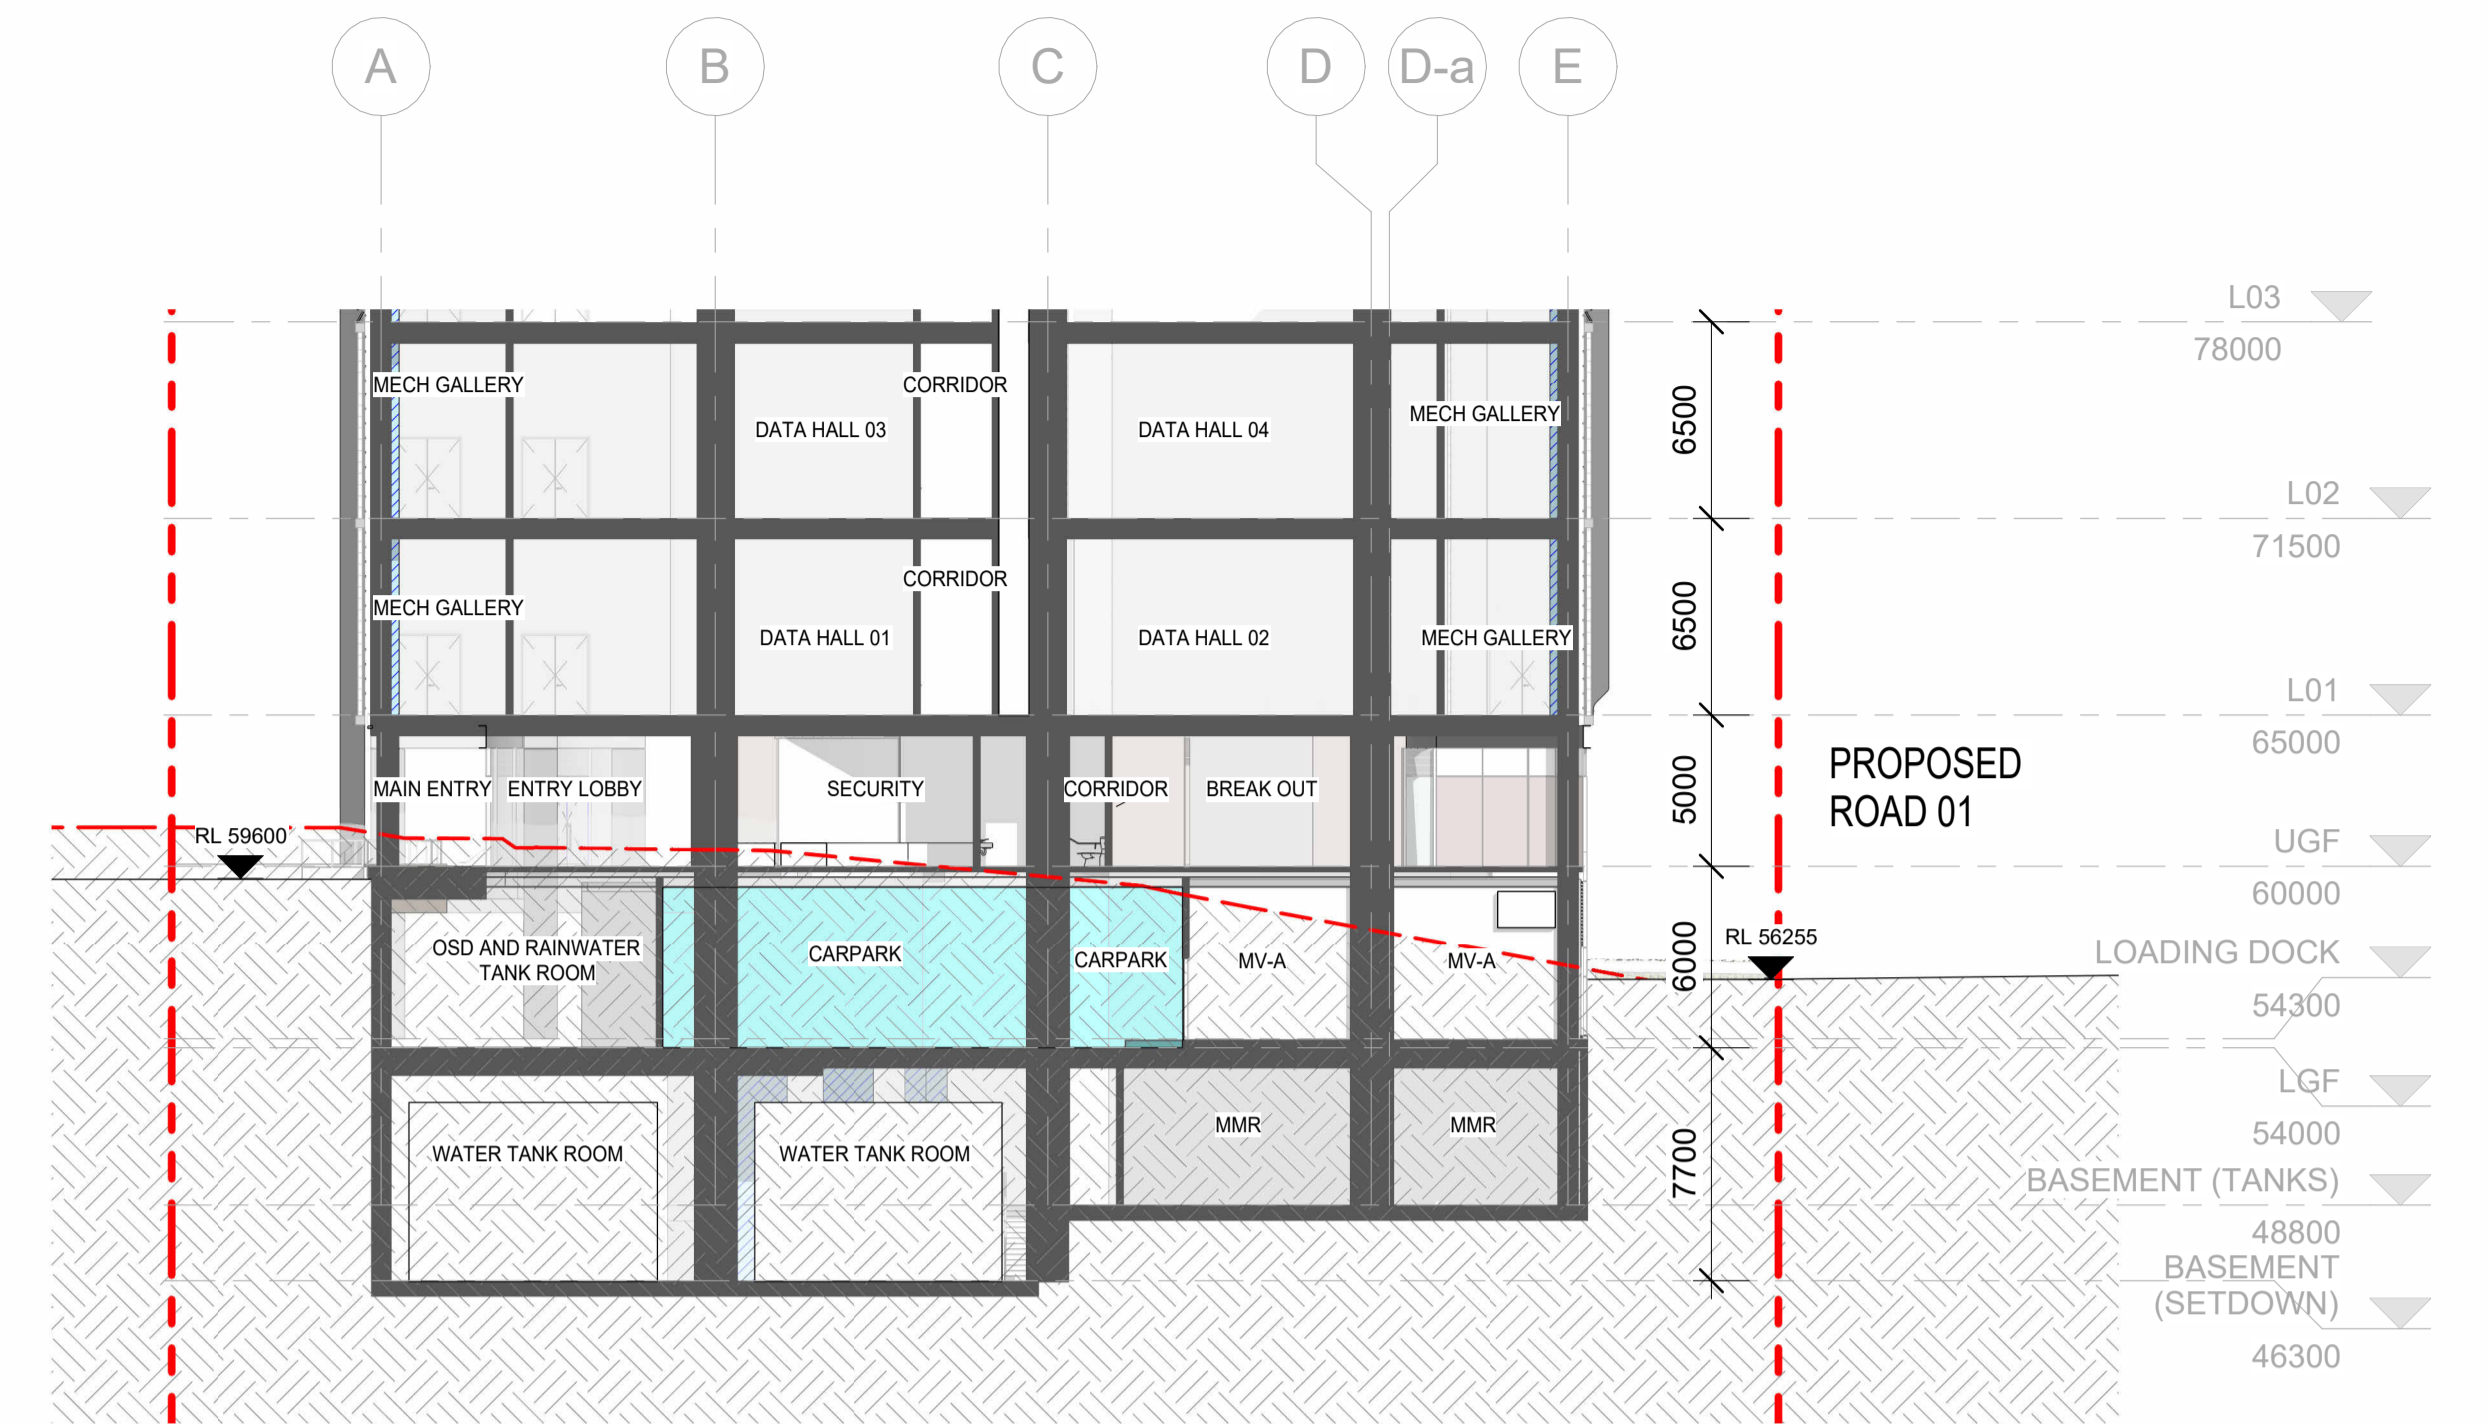 A
B
C
D
D-a
E
L03
78000
MECH GALLERY
CORRIDOR
DATA HALL 03
DATA HALL 04
MECH GALLERY
6500
L02
71500
CORRIDOR
MECH GALLERY
DATA HALL 01
DATA HALL 02
MECH GALLERY
6500
L01
65000
MAIN ENTRY
ENTRY LOBBY
SECURITY
CORRIDOR
BREAK OUT
5000
PROPOSED
ROAD 01
UGF
60000
RL 59600
OSD AND RAINWATER
TANK ROOM
CARPARK
CARPARK
MV-A
MV-A
6000
RL 56255
LOADING DOCK
54300
LGF
54000
WATER TANK ROOM
WATER TANK ROOM
MMR
MMR
7700
BASEMENT (TANKS)
48800
BASEMENT
(SETDOWN)
46300